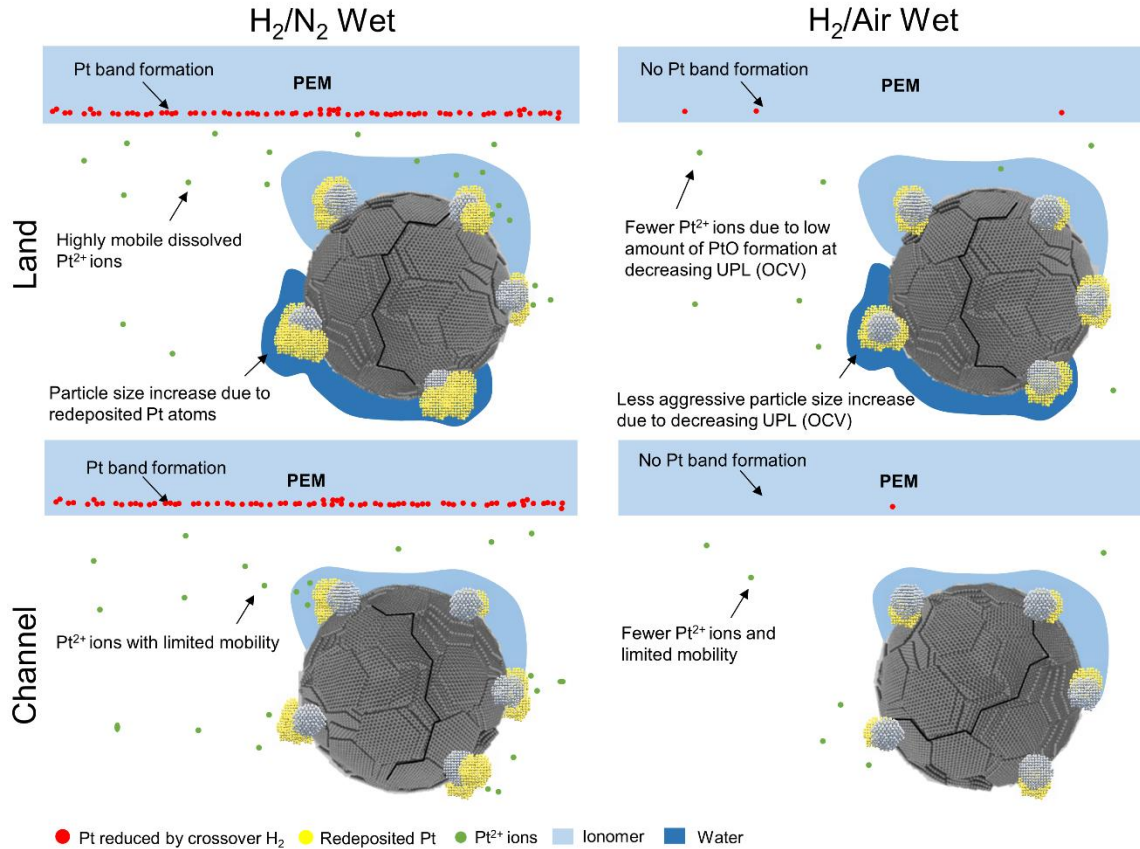 H₂/N₂ Wet
H₂/Air Wet
Land
Pt band formation
PEM
Highly mobile dissolved
Pt²⁺ ions
Particle size increase due to
redeposited Pt atoms
No Pt band formation
PEM
Fewer Pt²⁺ ions due to low
amount of PtO formation at
decreasing UPL (OCV)
Less aggressive particle size increase
due to decreasing UPL (OCV)
Channel
Pt band formation
PEM
Pt²⁺ ions with limited mobility
No Pt band formation
PEM
Fewer Pt²⁺ ions and
limited mobility
Pt reduced by crossover H₂
Redeposited Pt
Pt²⁺ ions
Ionomer
Water